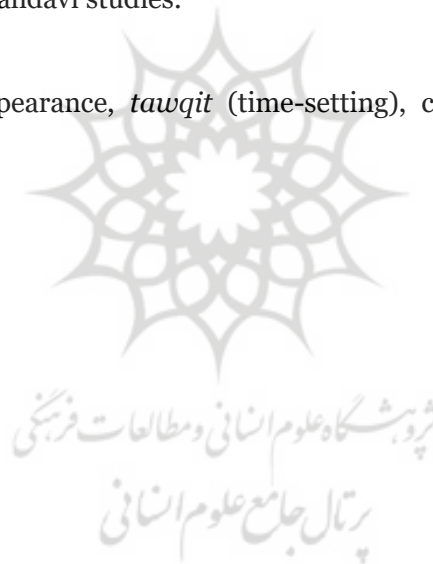 andavi studies.
pearance, tawqit (time-setting), c
پژوهشگاه علوم انسانی و مطالعات فرهنگی
پرتال جامع علوم انسانی